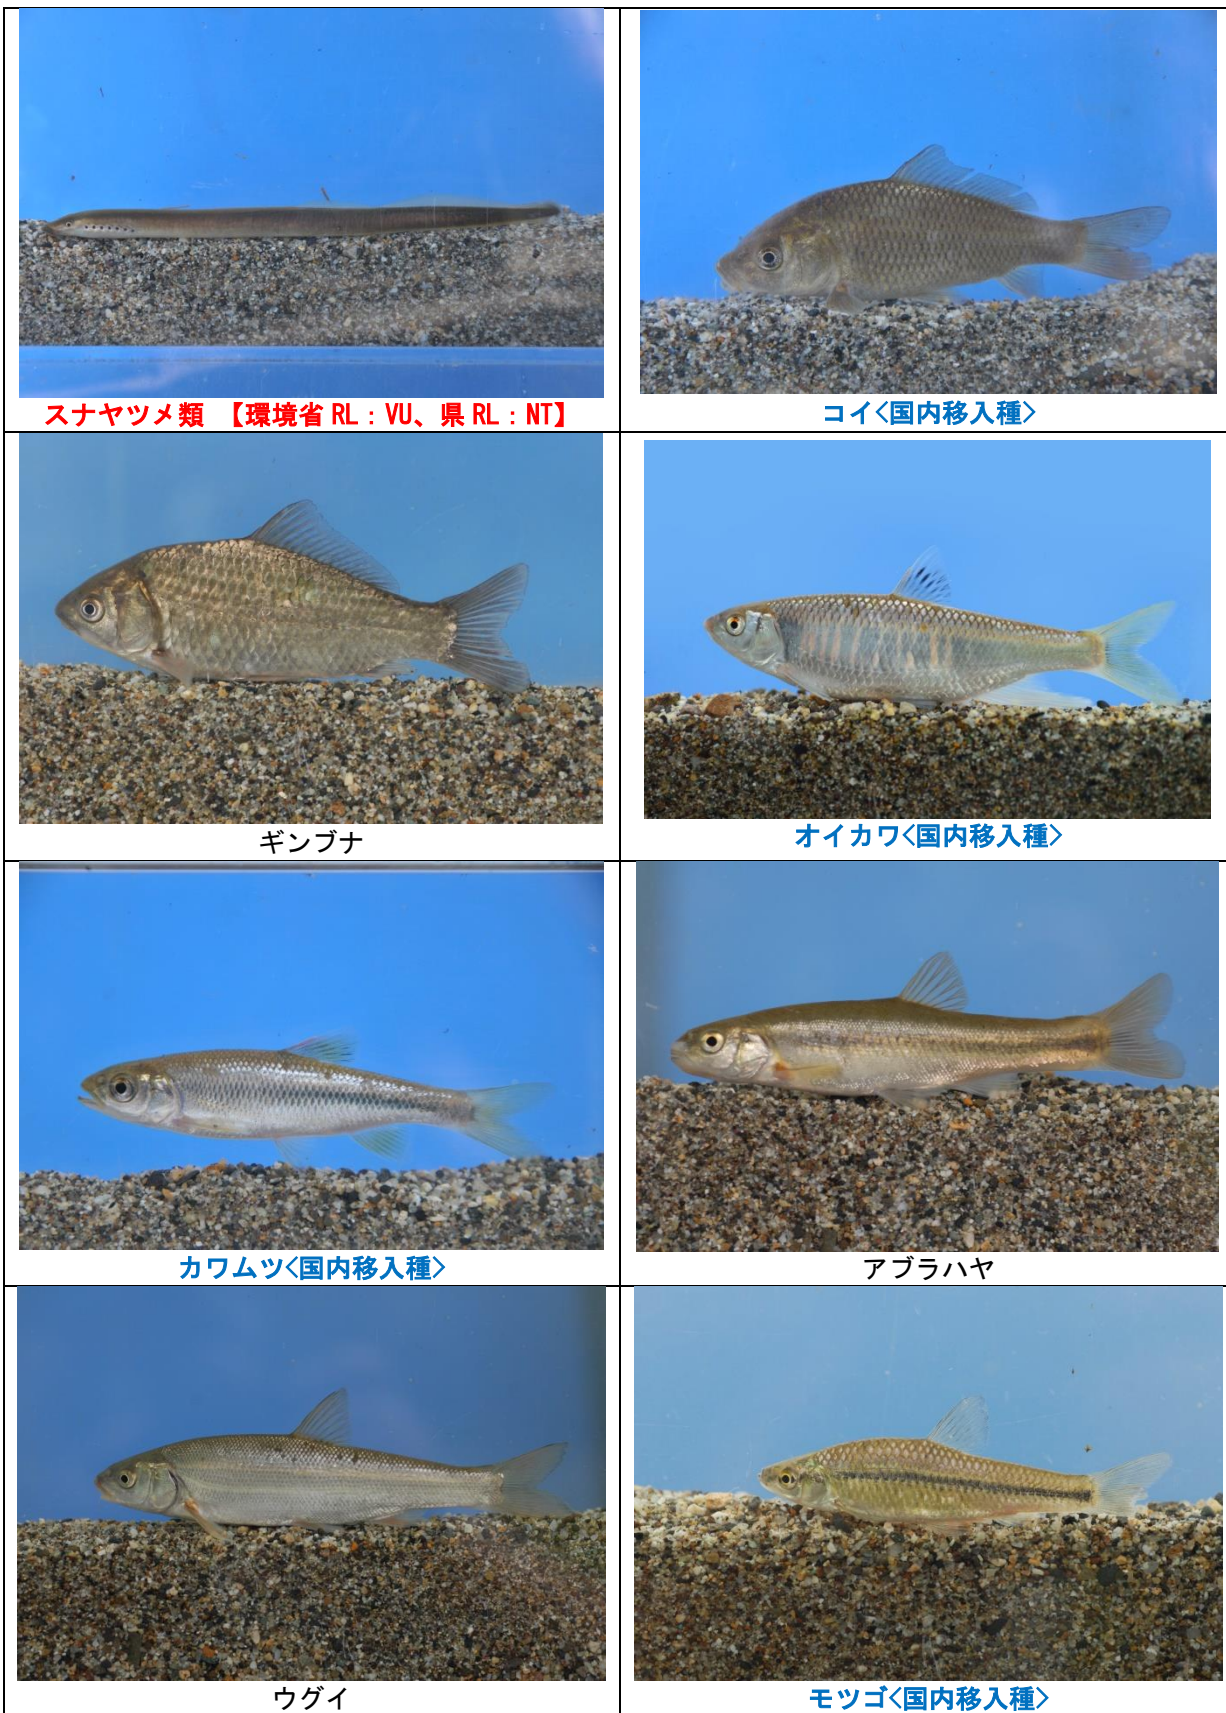 スナヤツメ類 【環境省 RL：VU、県 RL：NT】
コイ<国内移入種>
ギンブナ
オイカワ<国内移入種>
カワムツ<国内移入種>
アブラハヤ
ウグイ
モツゴ<国内移入種>